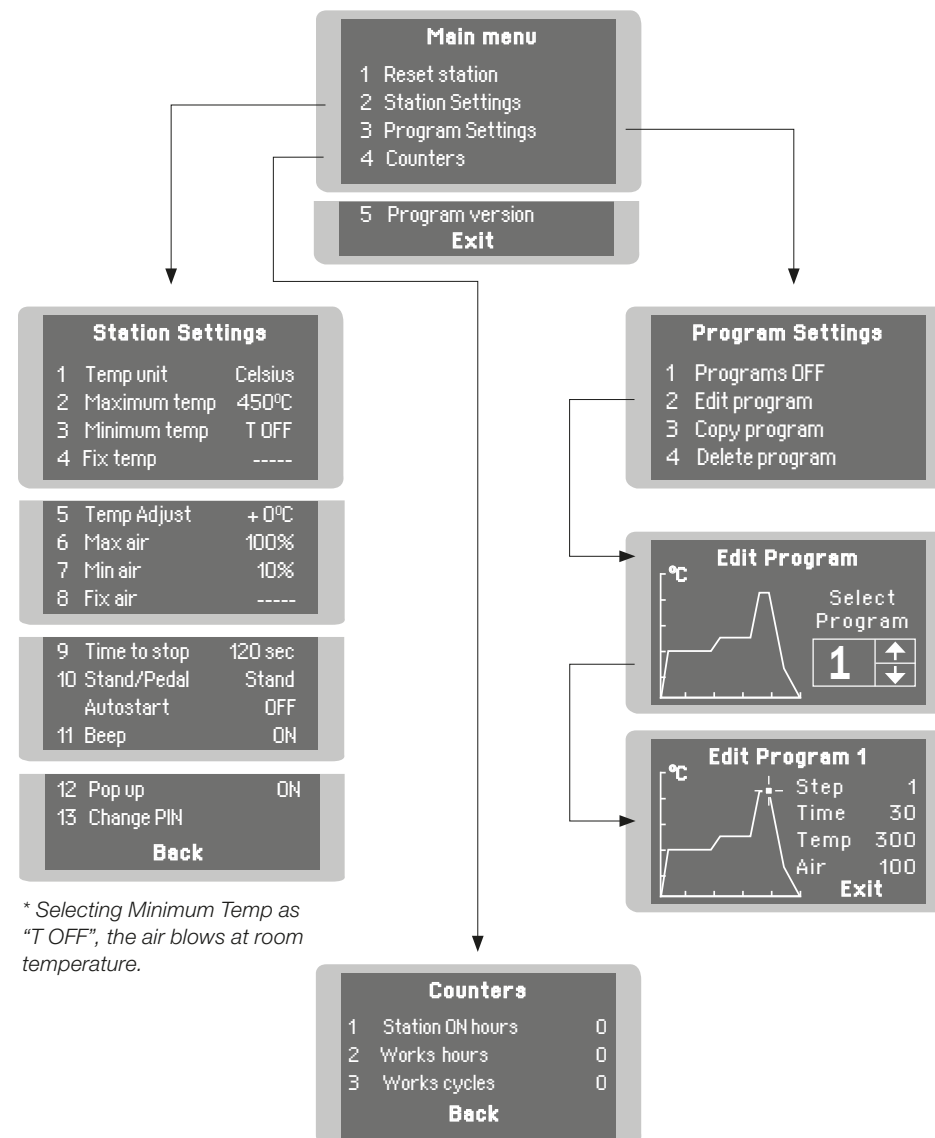 Main menu
1 Reset station
2 Station Settings
3 Program Settings
4 Counters
5 Program version
Exit
Station Settings
1 Temp unit Celsius
2 Maximum temp 450ºC
3 Minimum temp T OFF
4 Fix temp -----
5 Temp Adjust + 0ºC
6 Max air 100%
7 Min air 10%
8 Fix air -----
9 Time to stop 120 sec
10 Stand/Pedal Stand
Autostart OFF
11 Beep ON
12 Pop up ON
13 Change PIN
Back
* Selecting Minimum Temp as
“T OFF”, the air blows at room
temperature.
Program Settings
1 Programs OFF
2 Edit program
3 Copy program
4 Delete program
Edit Program
ºC
Select
Program
1
Edit Program 1
ºC
Step 1
Time 30
Temp 300
Air 100
Exit
Counters
1 Station ON hours 0
2 Works hours 0
3 Works cycles 0
Back